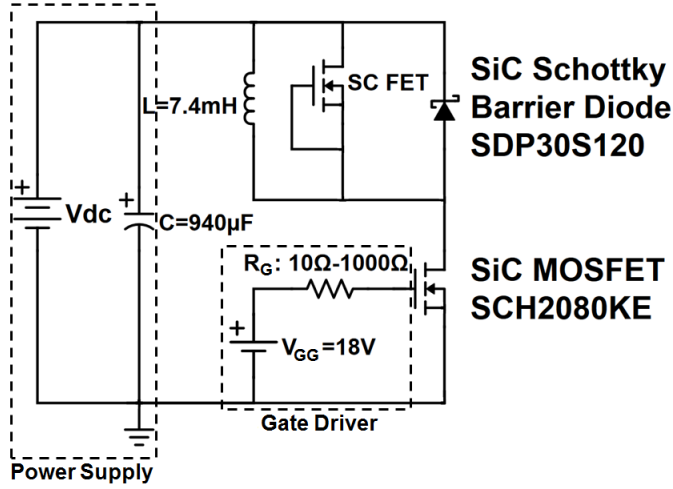 SC FET
L=7.4mH
SiC Schottky
Barrier Diode
SDP30S120
+
+
Vdc
C=940µF
RG: 10Ω-1000Ω
SiC MOSFET
SCH2080KE
+
VGG=18V
Gate Driver
Power Supply